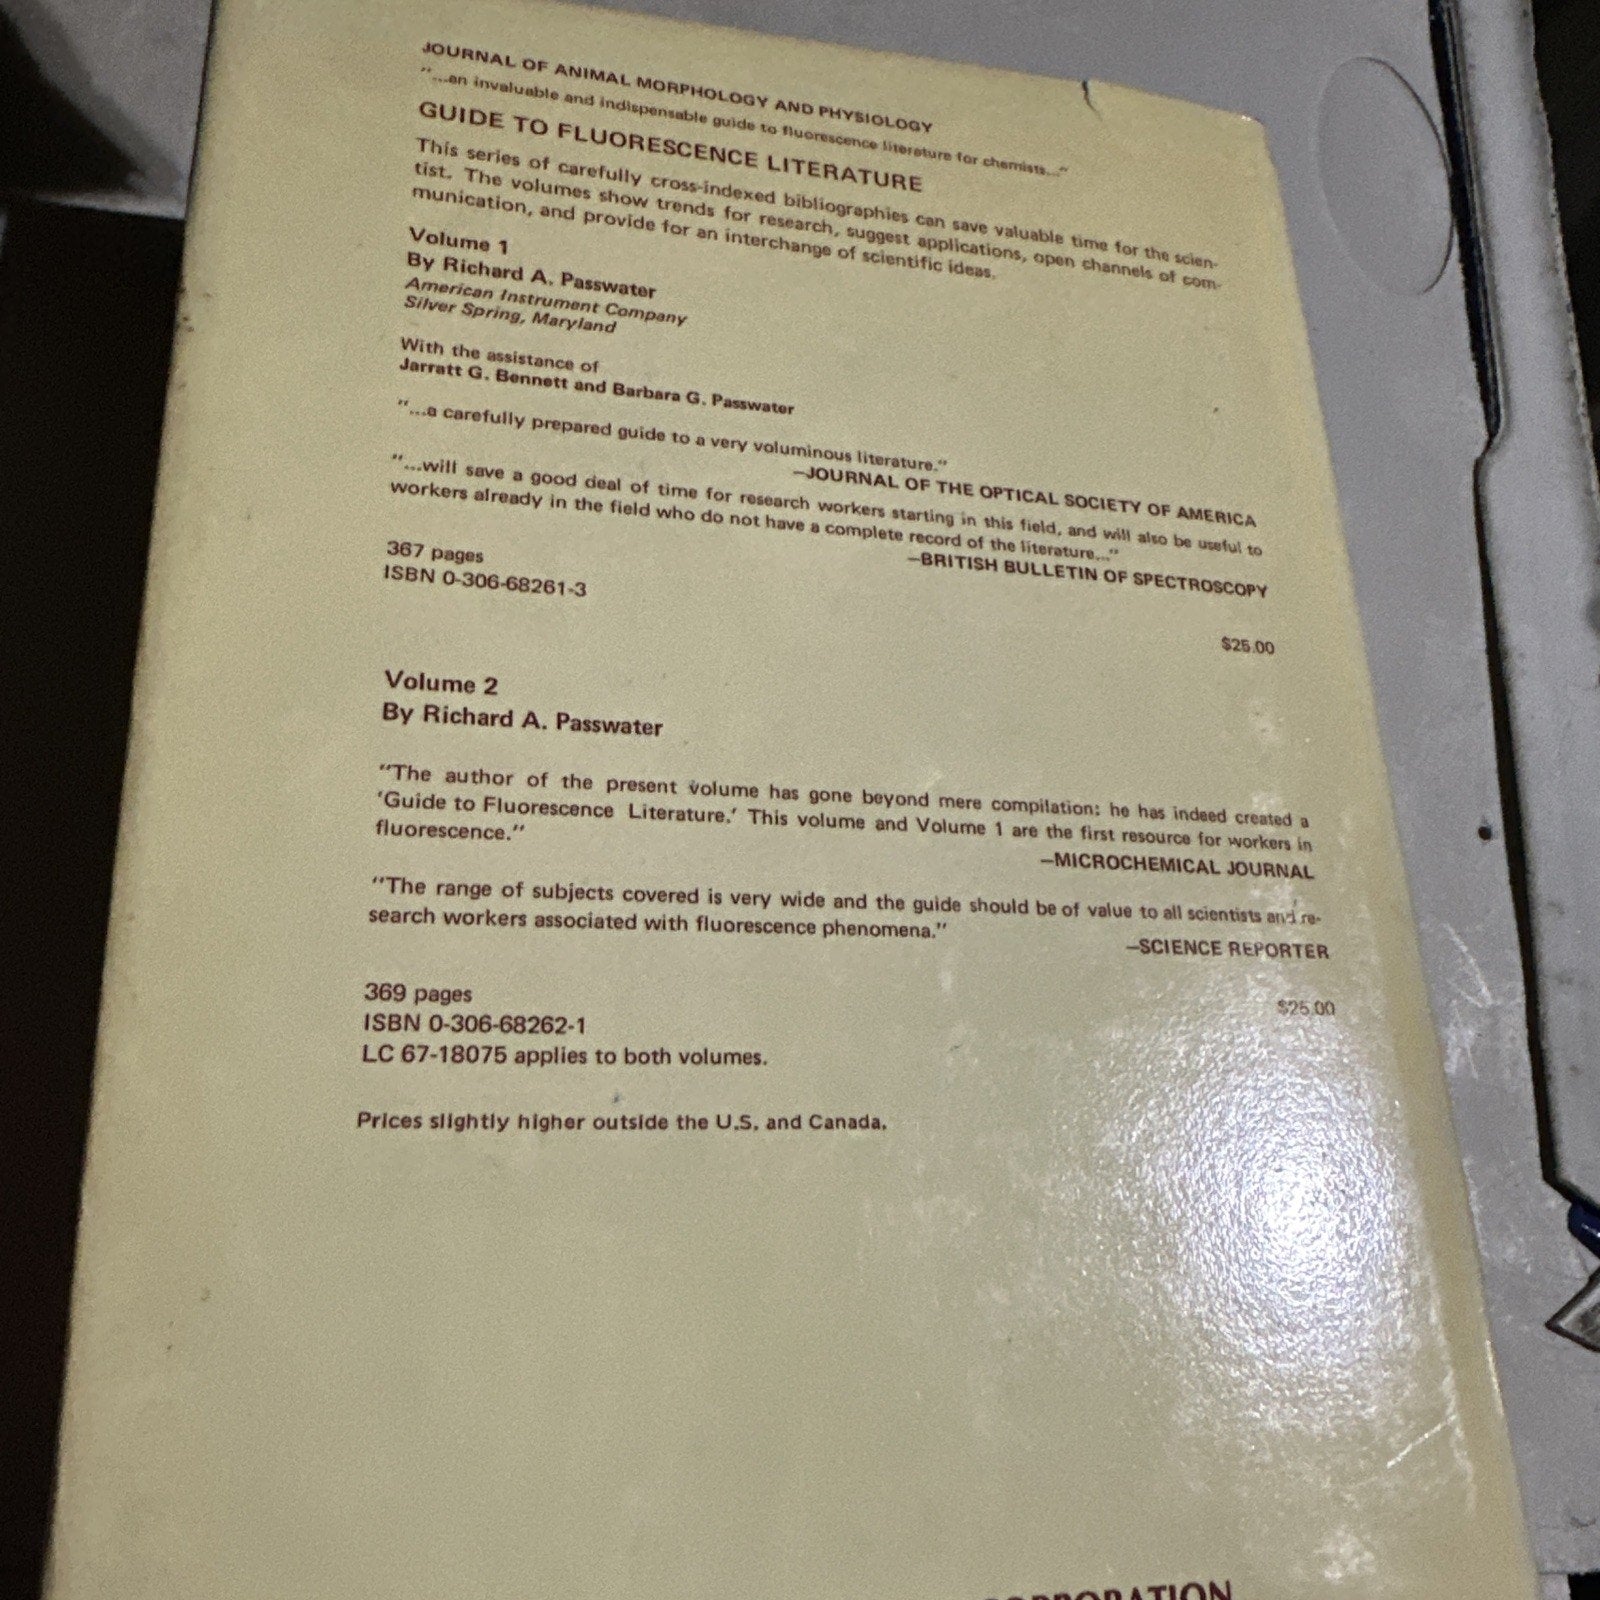 JOURNAL OF ANIMAL MORPHOLOGY AND PHYSIOLOGY
"...an invaluable and indispensable guide to fluorescence literature for chemists..."
GUIDE TO FLUORESCENCE LITERATURE
This series of carefully cross-indexed bibliographies can save valuable time for the scien-
tist. The volumes show trends for research, suggest applications, open channels of com-
munication, and provide for an interchange of scientific ideas.
Volume 1
By Richard A. Passwater
American Instrument Company
Silver Spring, Maryland
With the assistance of
Jarratt G. Bennett and Barbara G. Passwater
"...a carefully prepared guide to a very voluminous literature."
—JOURNAL OF THE OPTICAL SOCIETY OF AMERICA
"...will save a good deal of time for research workers starting in this field, and will also be useful to
workers already in the field who do not have a complete record of the literature..."
—BRITISH BULLETIN OF SPECTROSCOPY
367 pages
ISBN 0-306-68261-3
$25.00
Volume 2
By Richard A. Passwater
"The author of the present volume has gone beyond mere compilation: he has indeed created a
'Guide to Fluorescence Literature.' This volume and Volume 1 are the first resource for workers in
fluorescence."
—MICROCHEMICAL JOURNAL
"The range of subjects covered is very wide and the guide should be of value to all scientists and re-
search workers associated with fluorescence phenomena."
—SCIENCE REPORTER
369 pages
$25.00
ISBN 0-306-68262-1
LC 67-18075 applies to both volumes.
Prices slightly higher outside the U.S. and Canada.